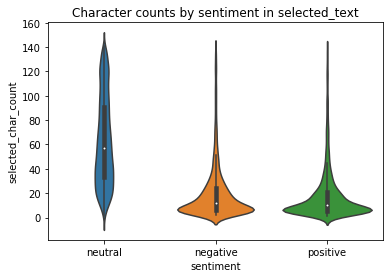 Character counts by sentiment in selected_text
selected_char_count
160
140
120
100
80
60
40
20
0
neutral negative positive
sentiment